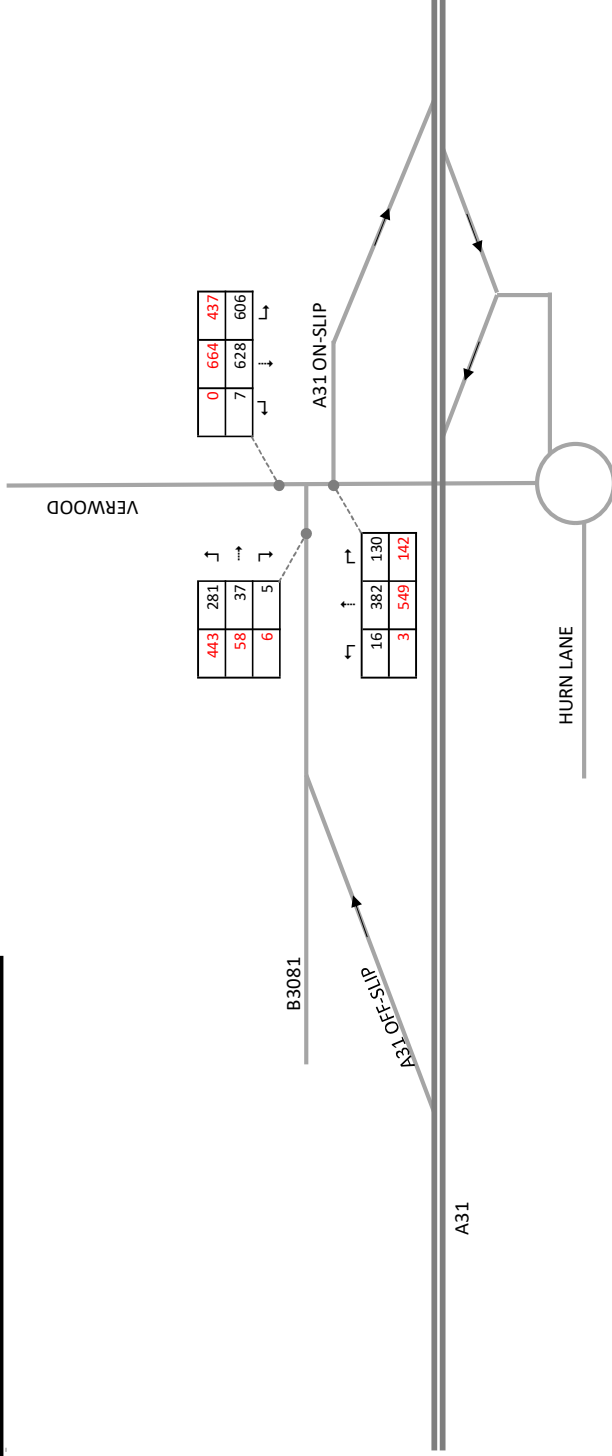 VERWOOD
0 664 437
7 628 606
A31 ON-SLIP
443 281
58 37
6 5
16 382 130
3 549 142
B3081
A31 OFF-SLIP
HURN LANE
A31